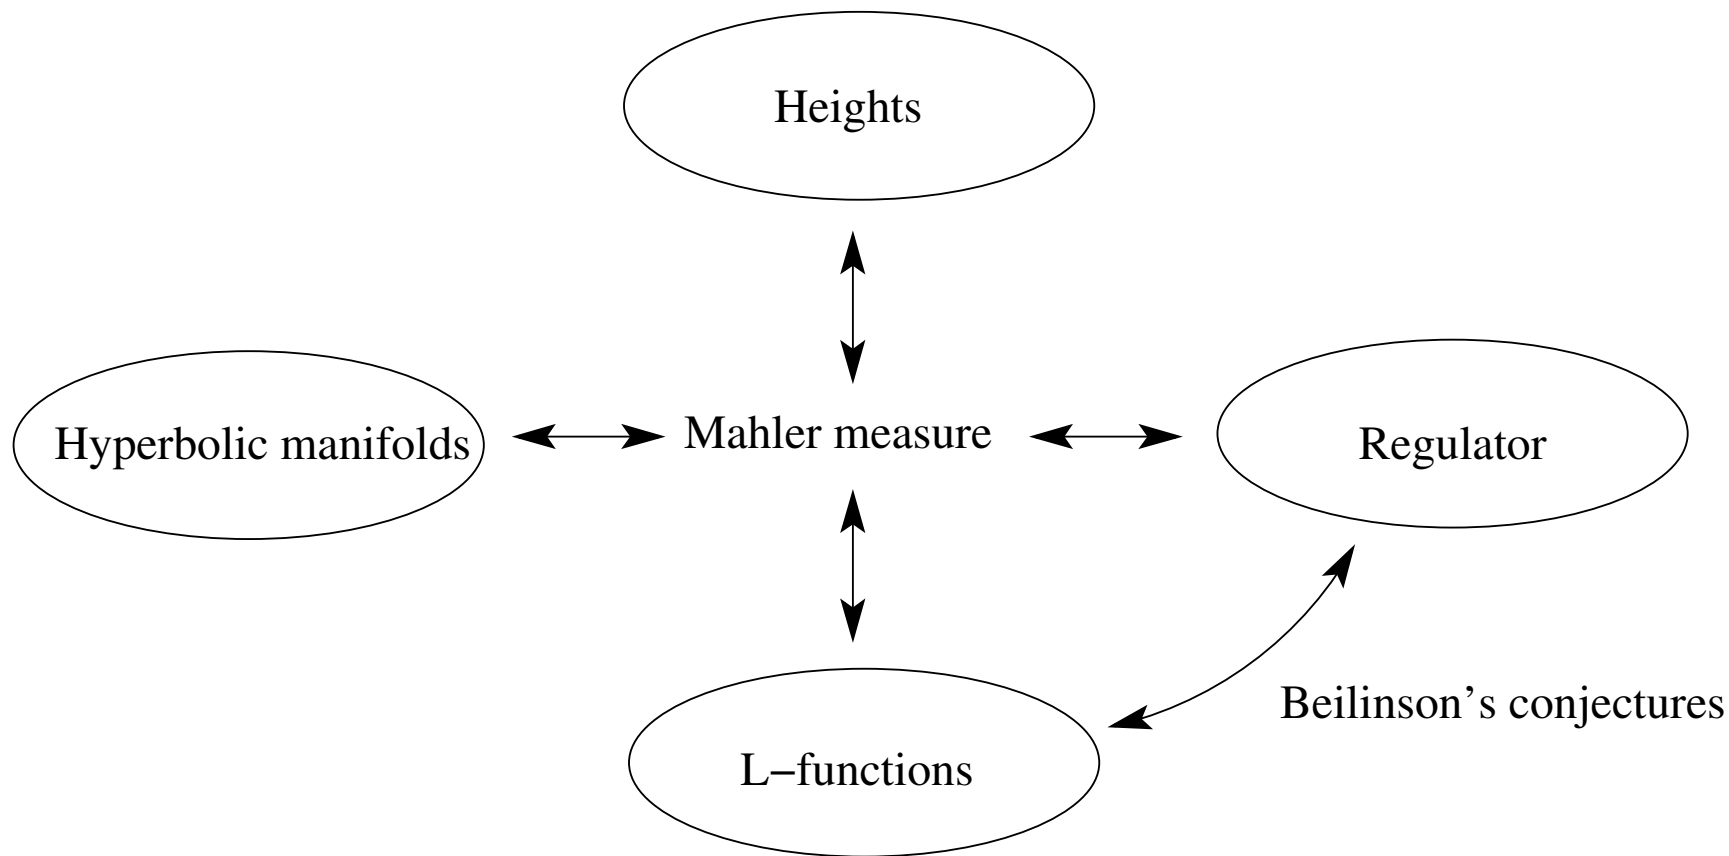 Heights
Hyperbolic manifolds
Mahler measure
Regulator
Beilinson's conjectures
L−functions